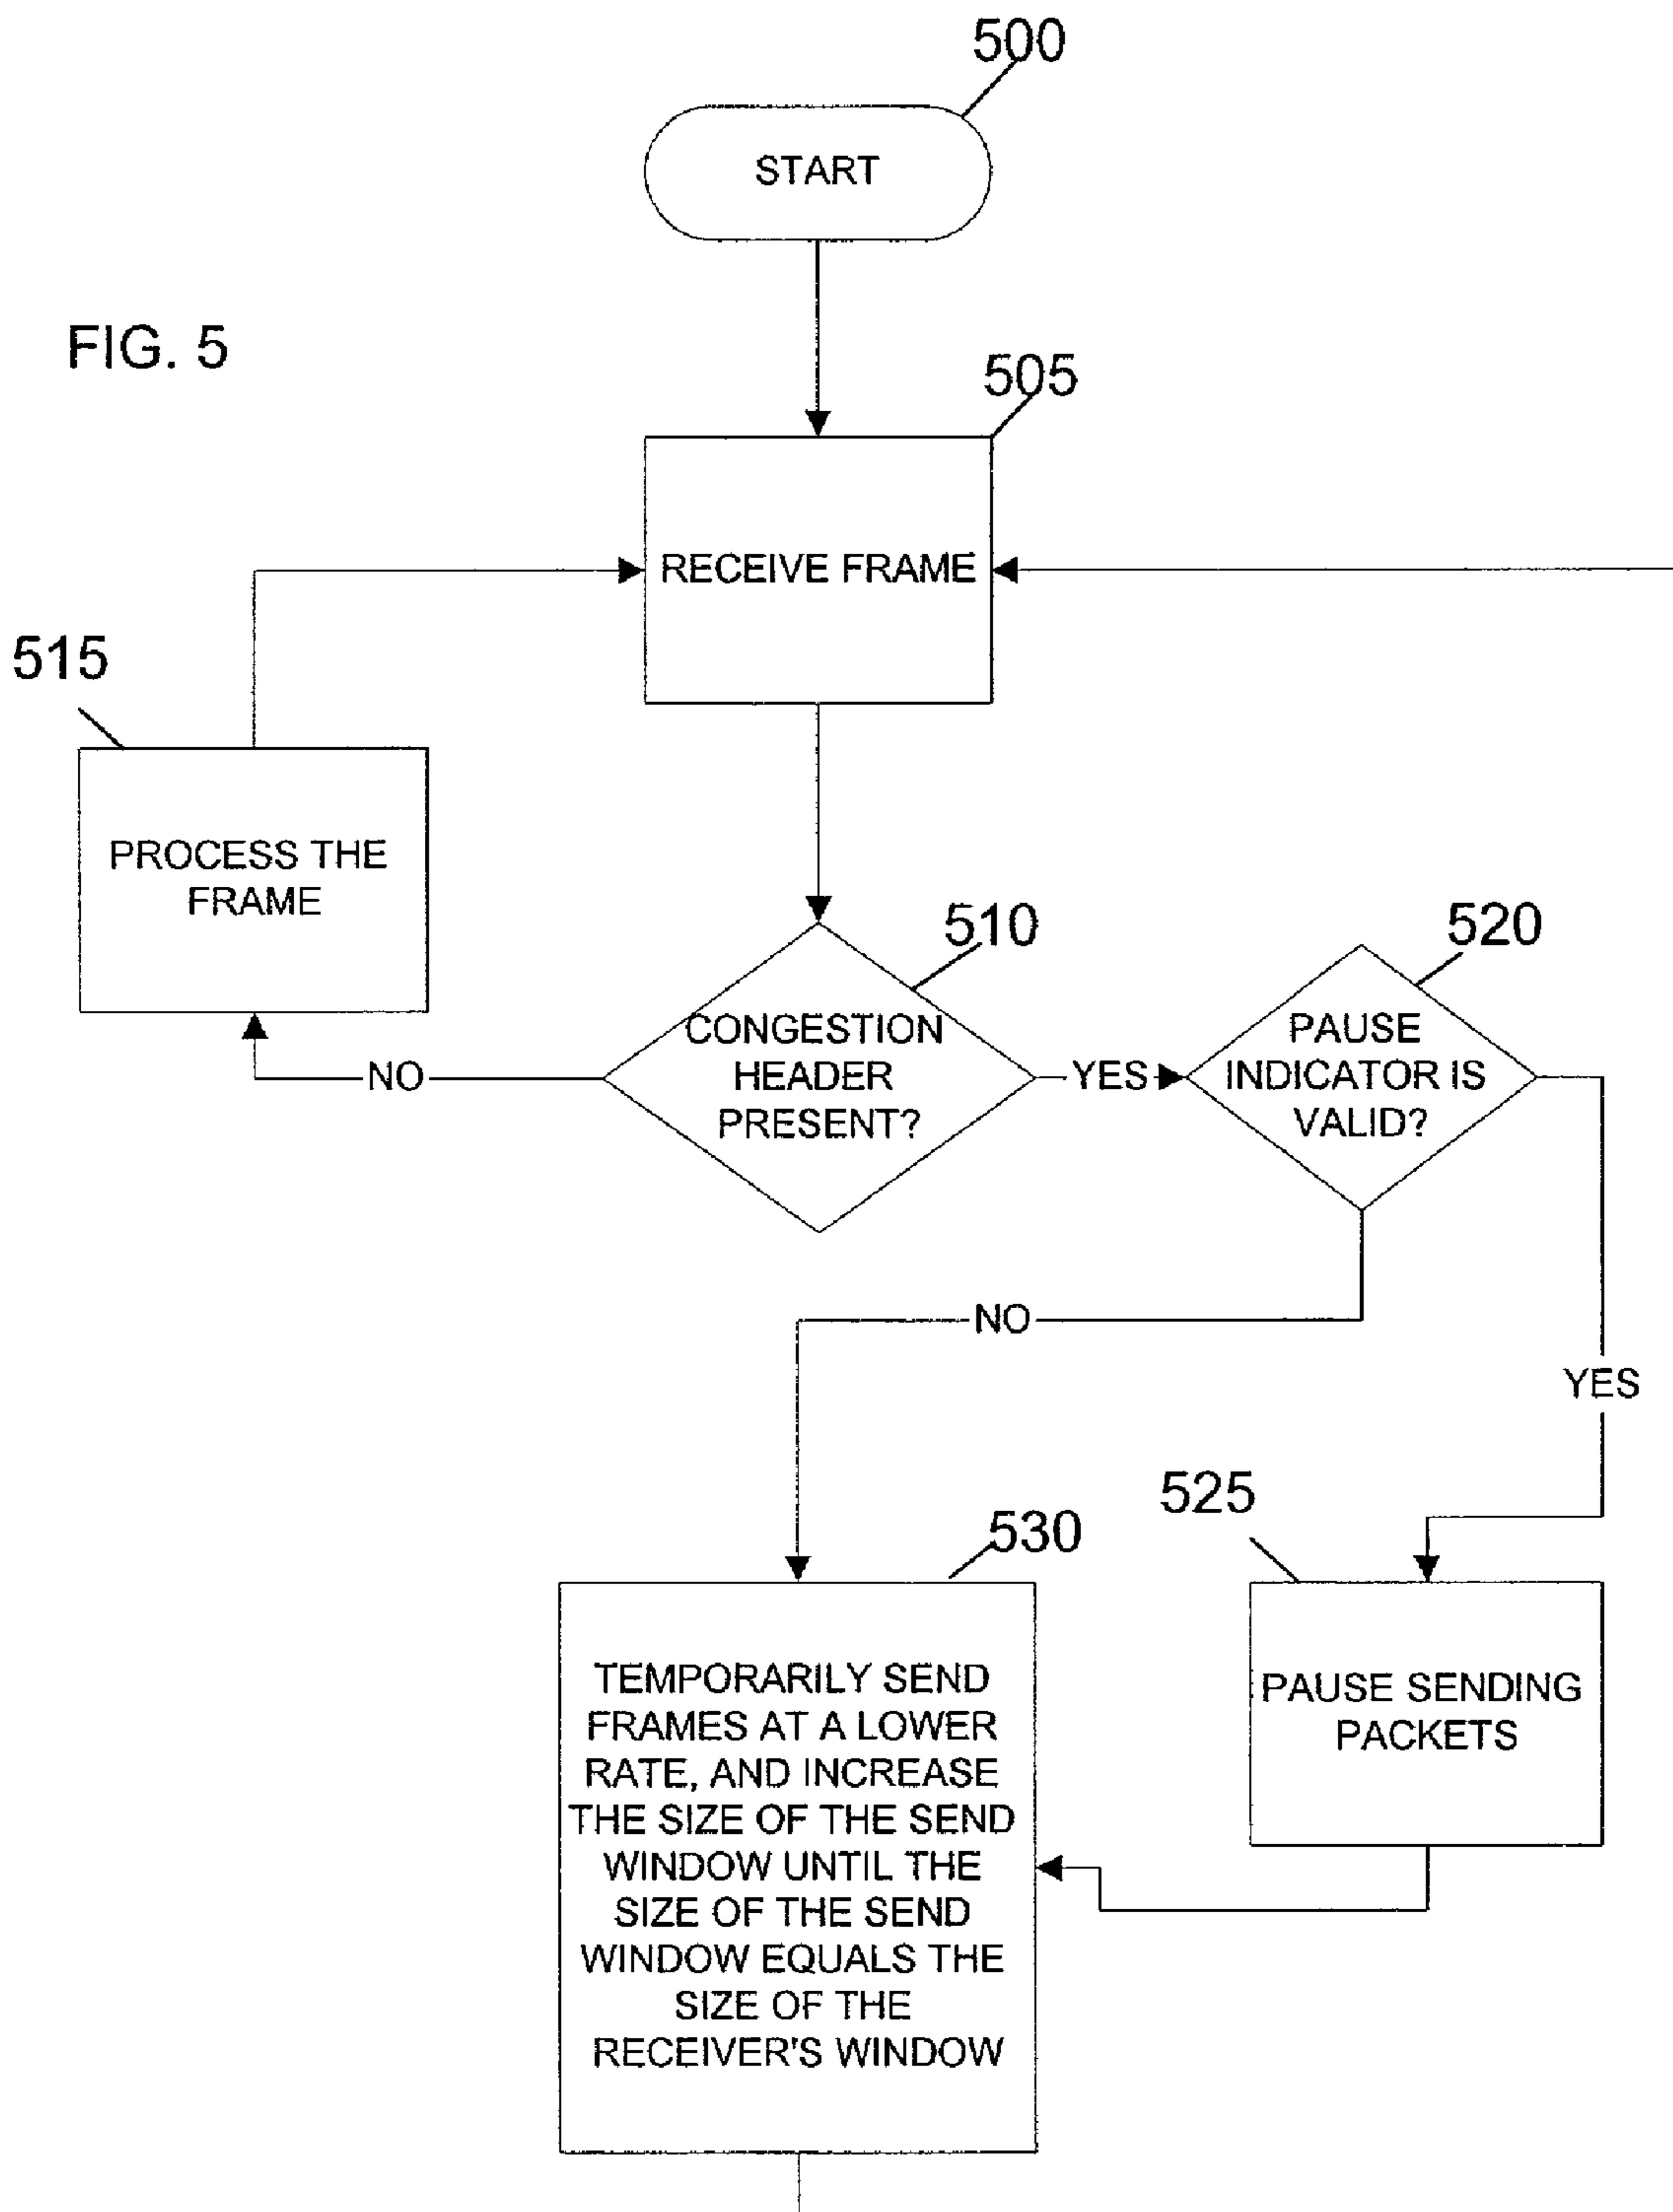 500
START
FIG. 5
505
RECEIVE FRAME
515
PROCESS THE
FRAME
510
CONGESTION
HEADER
PRESENT?
NO
YES
520
PAUSE
INDICATOR IS
VALID?
NO
YES
525
PAUSE SENDING
PACKETS
530
TEMPORARILY SEND
FRAMES AT A LOWER
RATE, AND INCREASE
THE SIZE OF THE SEND
WINDOW UNTIL THE
SIZE OF THE SEND
WINDOW EQUALS THE
SIZE OF THE
RECEIVER'S WINDOW